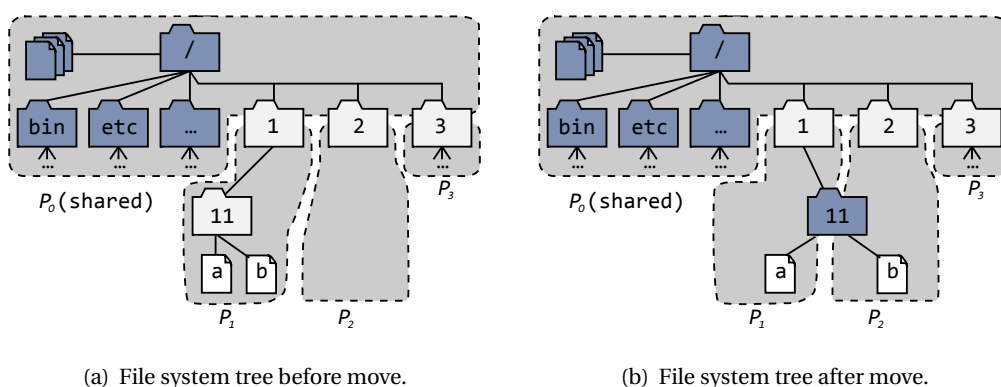 /
bin etc ... 1 2 3
... ... ... ...
P0(shared) P3
11
a b
P1 P2
(a) File system tree before move.
/
bin etc ... 1 2 3
... ... ... ...
P0(shared) P3
11
a b
P1 P2
(b) File system tree after move.